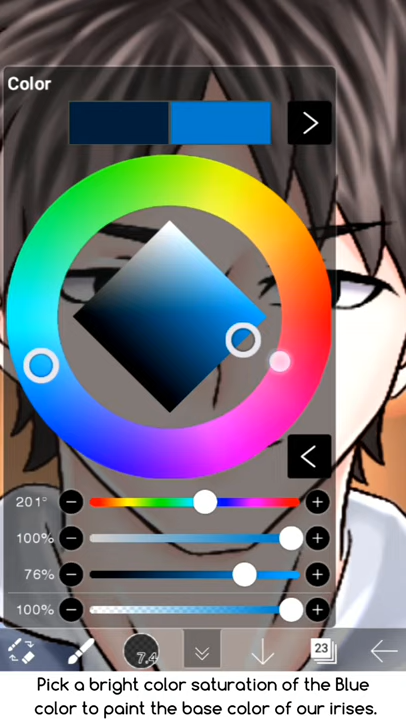 Color
201°
100%
76%
100%
7.4
23
Pick a bright color saturation of the Blue
color to paint the base color of our irises.